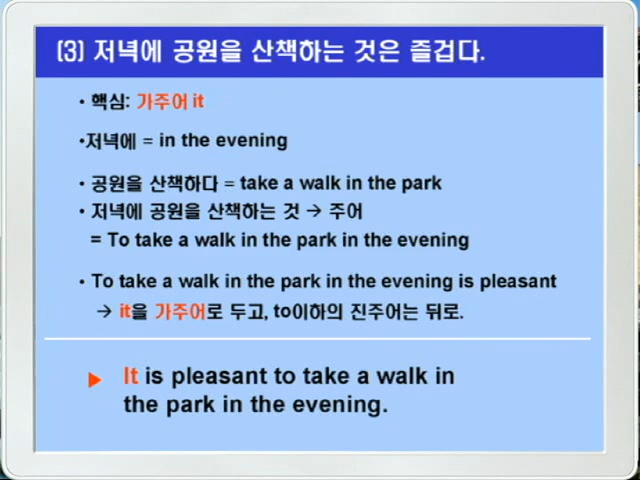 (3) 저녁에 공원을 산책하는 것은 즐겁다.
• 핵심: 가주어 it
•저녁에 = in the evening
• 공원을 산책하다 = take a walk in the park
• 저녁에 공원을 산책하는 것 → 주어
= To take a walk in the park in the evening
• To take a walk in the park in the evening is pleasant
→ it을 가주어로 두고, to이하의 진주어는 뒤로.
▶ It is pleasant to take a walk in
the park in the evening.